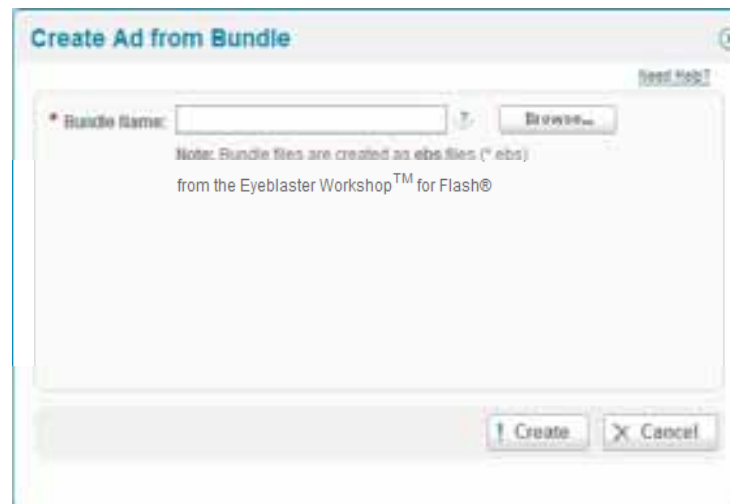 Create Ad from Bundle
Need Help?
* Bundle Name: ? Browse...
Note: Bundle files are created as ebs files (*.ebs)
from the Eyeblaster Workshop™ for Flash®
! Create X Cancel